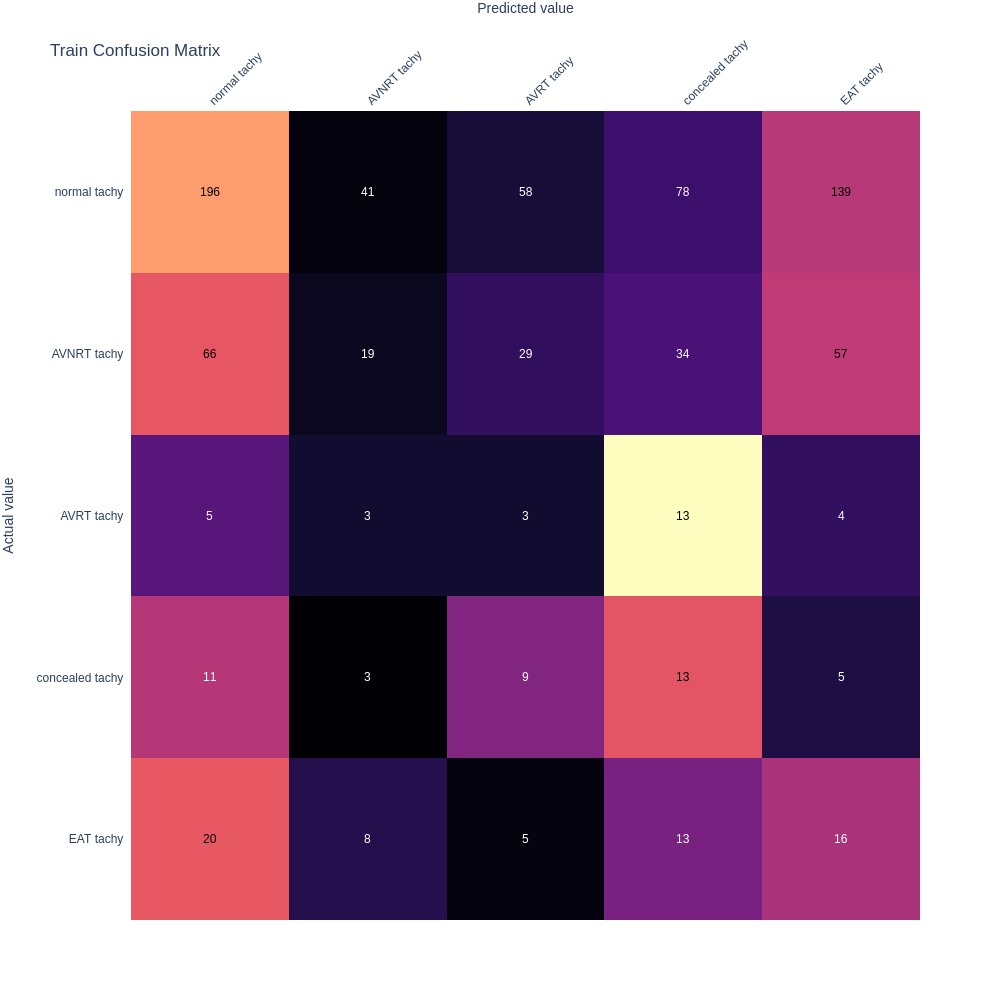 Predicted value
Train Confusion Matrix
normal tachy
AVNRT tachy
AVRT tachy
concealed tachy
EAT tachy
normal tachy 196 41 58 78 139
AVNRT tachy 66 19 29 34 57
AVRT tachy 5 3 3 13 4
concealed tachy 11 3 9 13 5
EAT tachy 20 8 5 13 16
Actual value